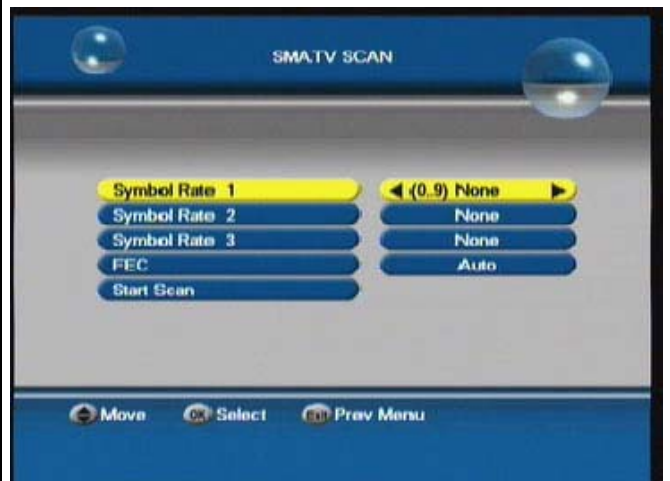 SMATV SCAN
Symbol Rate 1 (0..9) None
Symbol Rate 2 None
Symbol Rate 3 None
FEC Auto
Start Scan
Move OK Select Exit Prev Menu